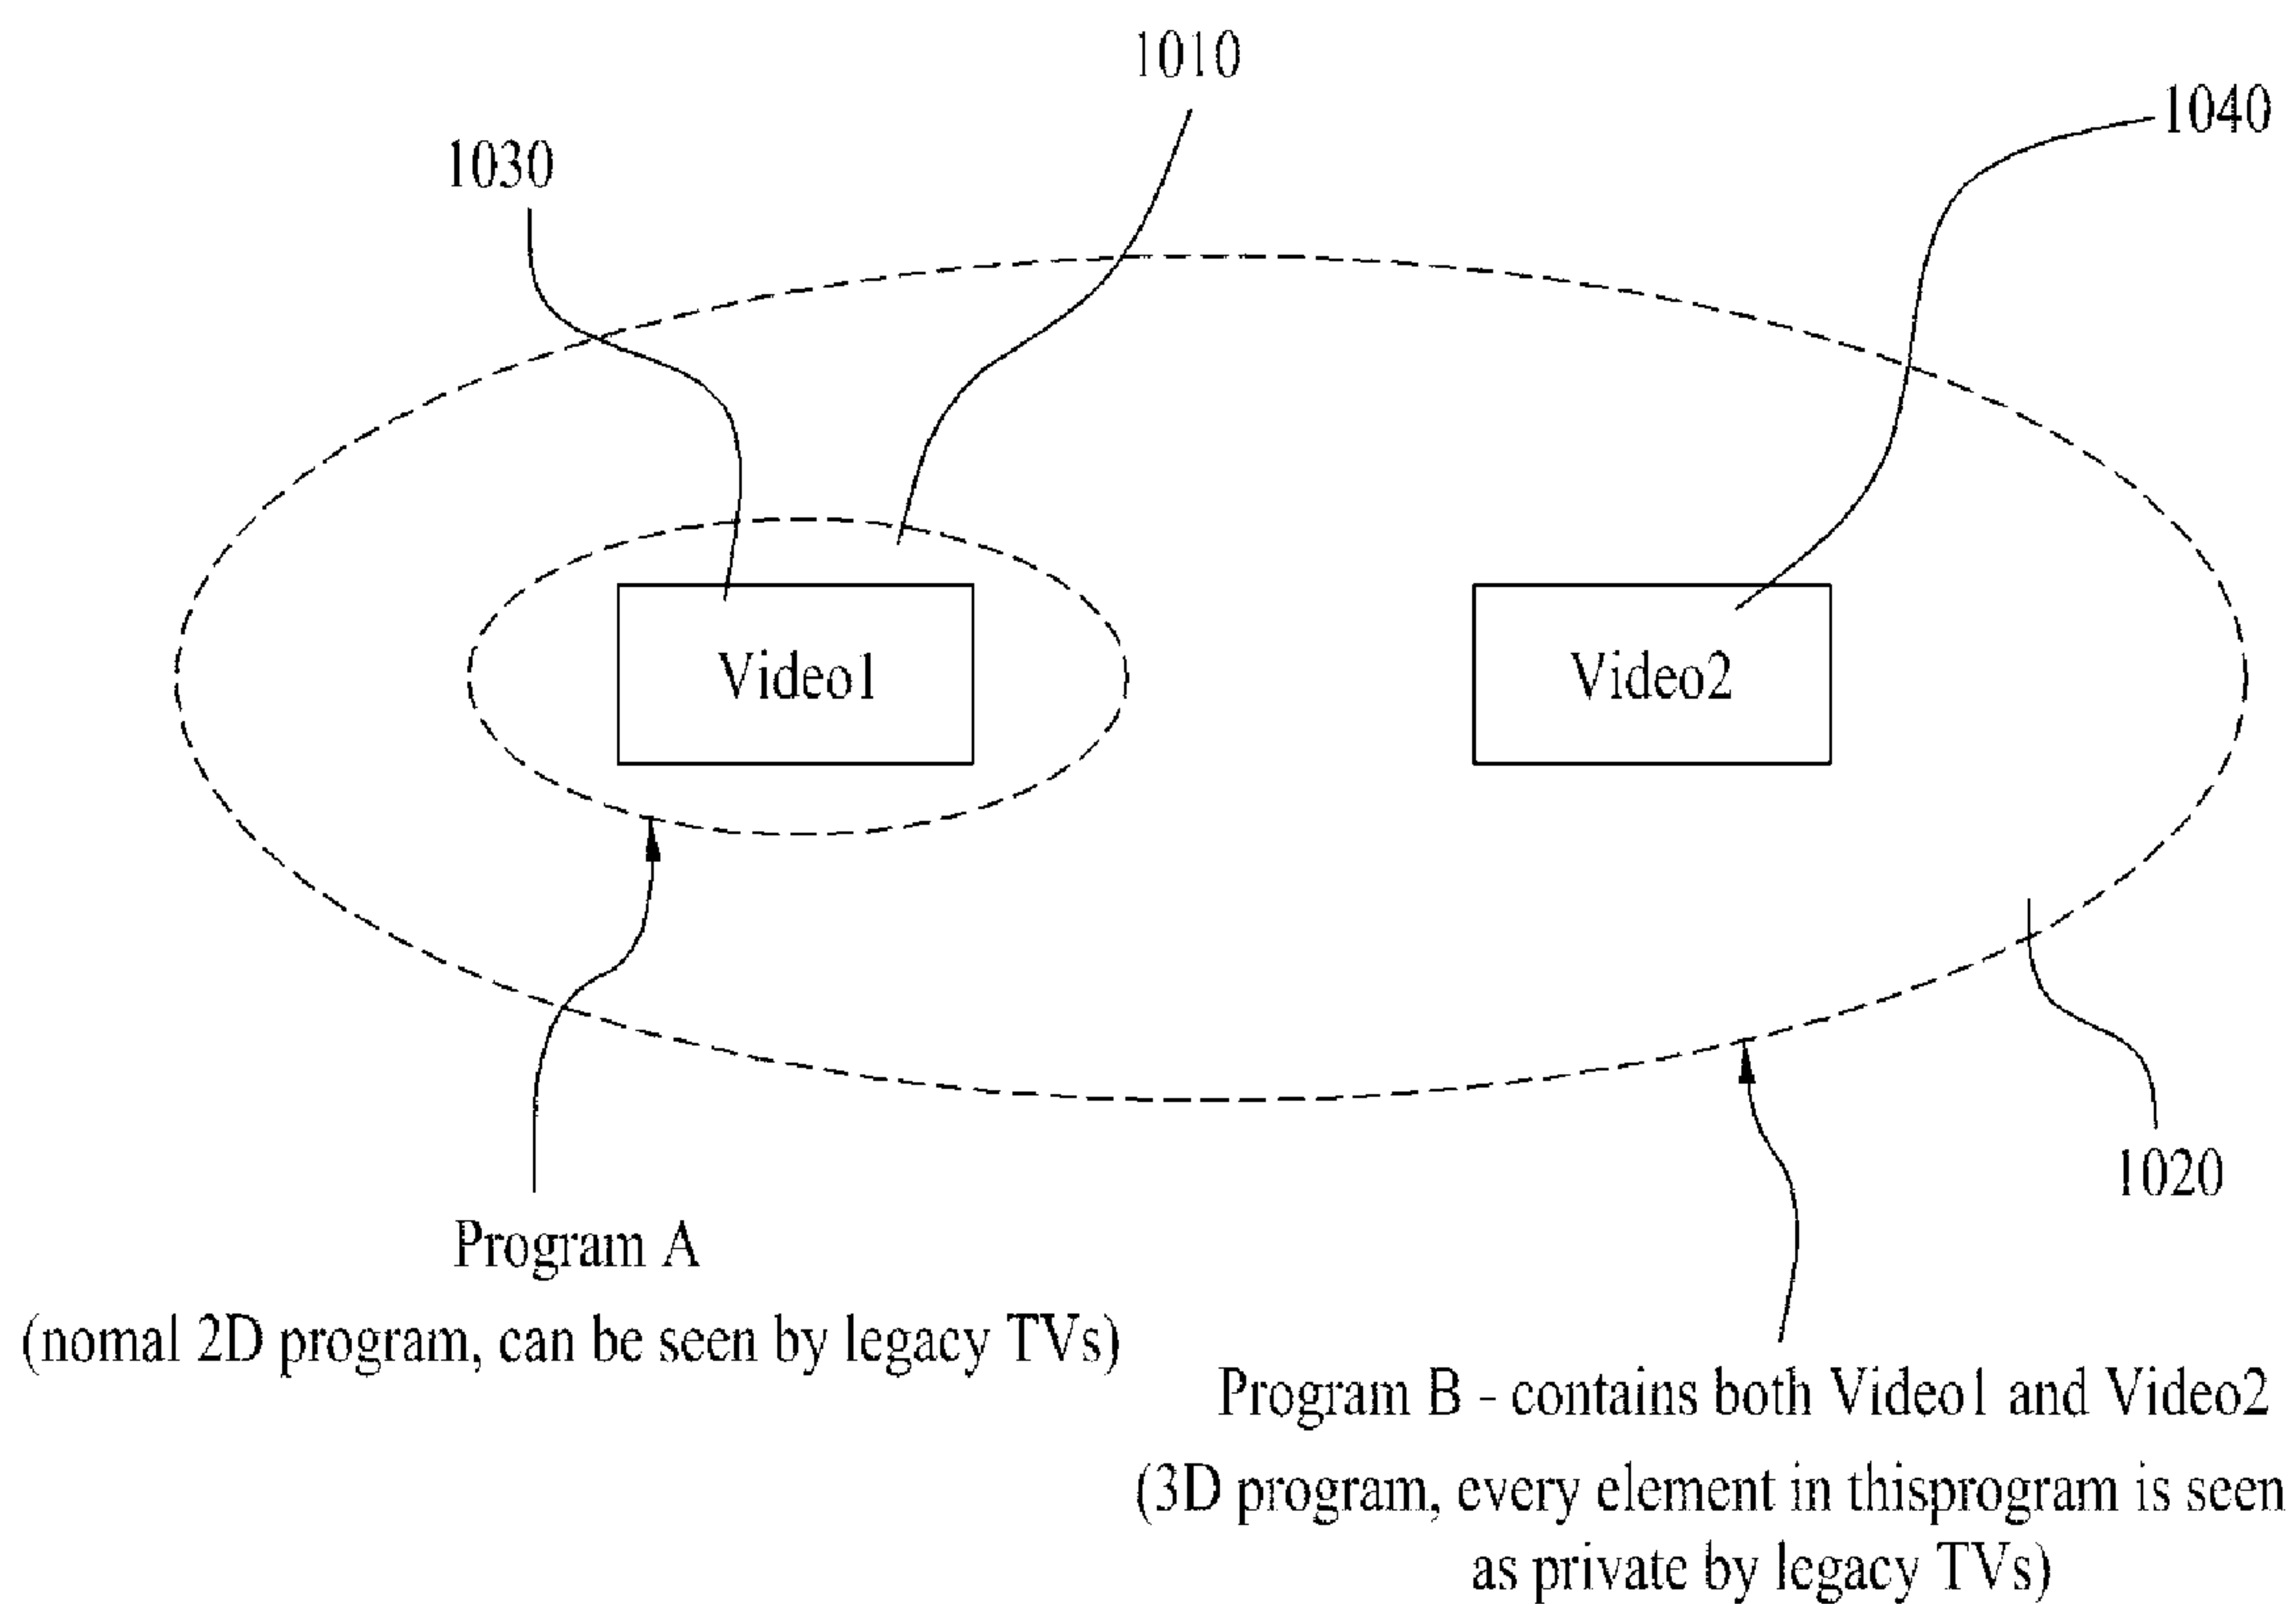 1010
1040
1030
Video1
Video2
1020
Program A
(nomal 2D program, can be seen by legacy TVs)
Program B - contains both Video1 and Video2
(3D program, every element in thisprogram is seen
as private by legacy TVs)